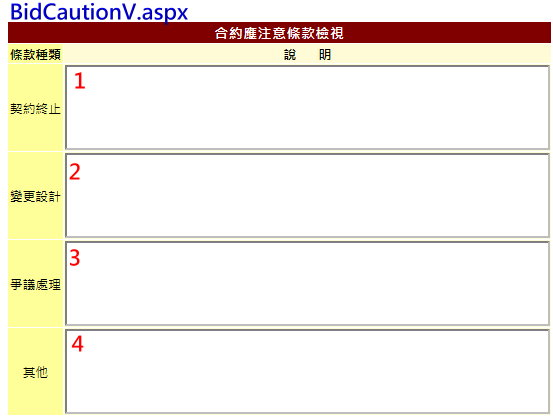 BidCautionV.aspx
合約應注意條款檢視
條款種類 說 明
契約終止 1
變更設計 2
爭議處理 3
其他 4